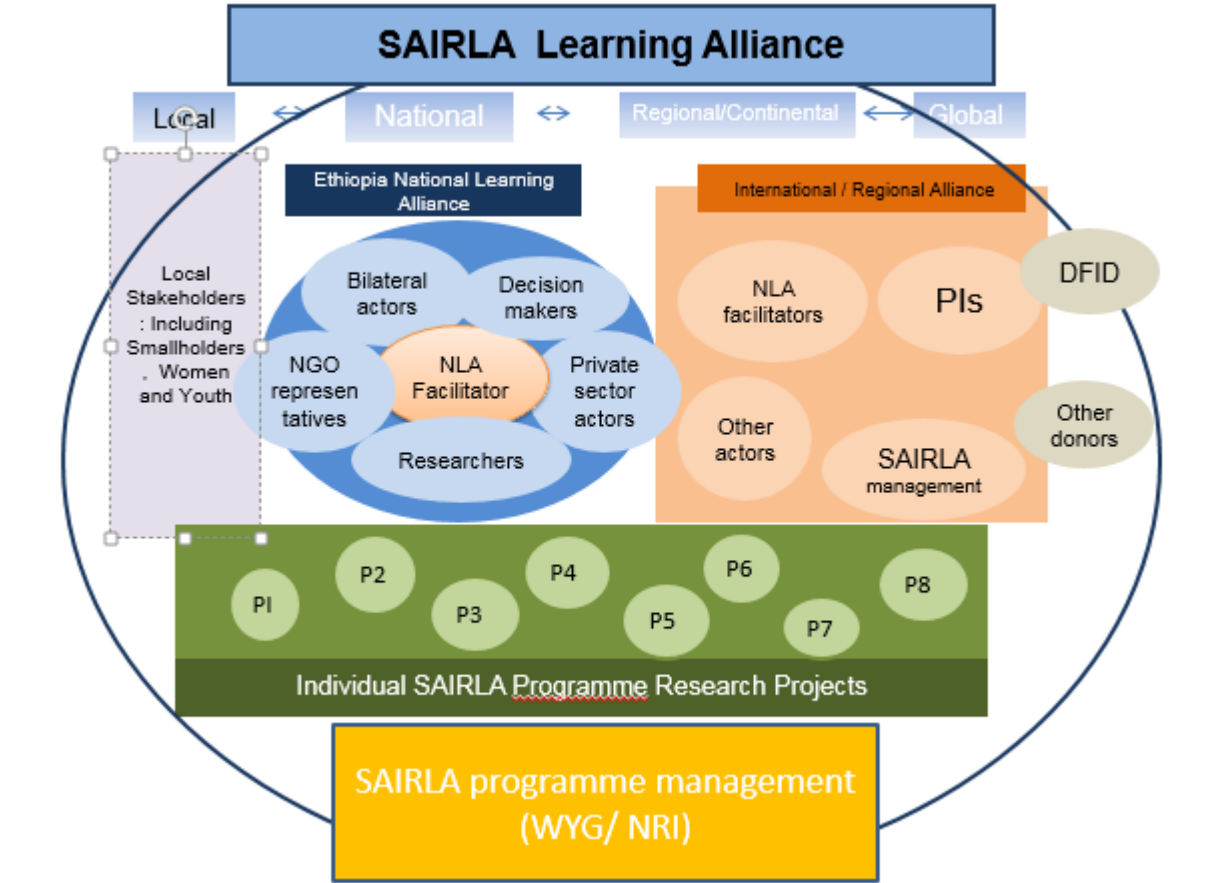 SAIRLA Learning Alliance
Local
National
Regional/Continental
Global
Ethiopia National Learning
Alliance
International / Regional Alliance
Local
Stakeholders
: Including
Smallholders
, Women
and Youth
Bilateral
actors
Decision
makers
NGO
represen
tatives
NLA
Facilitator
Private
sector
actors
Researchers
NLA
facilitators
PIs
DFID
Other
actors
SAIRLA
management
Other
donors
PI
P2
P3
P4
P5
P6
P7
P8
Individual SAIRLA Programme Research Projects
SAIRLA programme management
(WYG/ NRI)